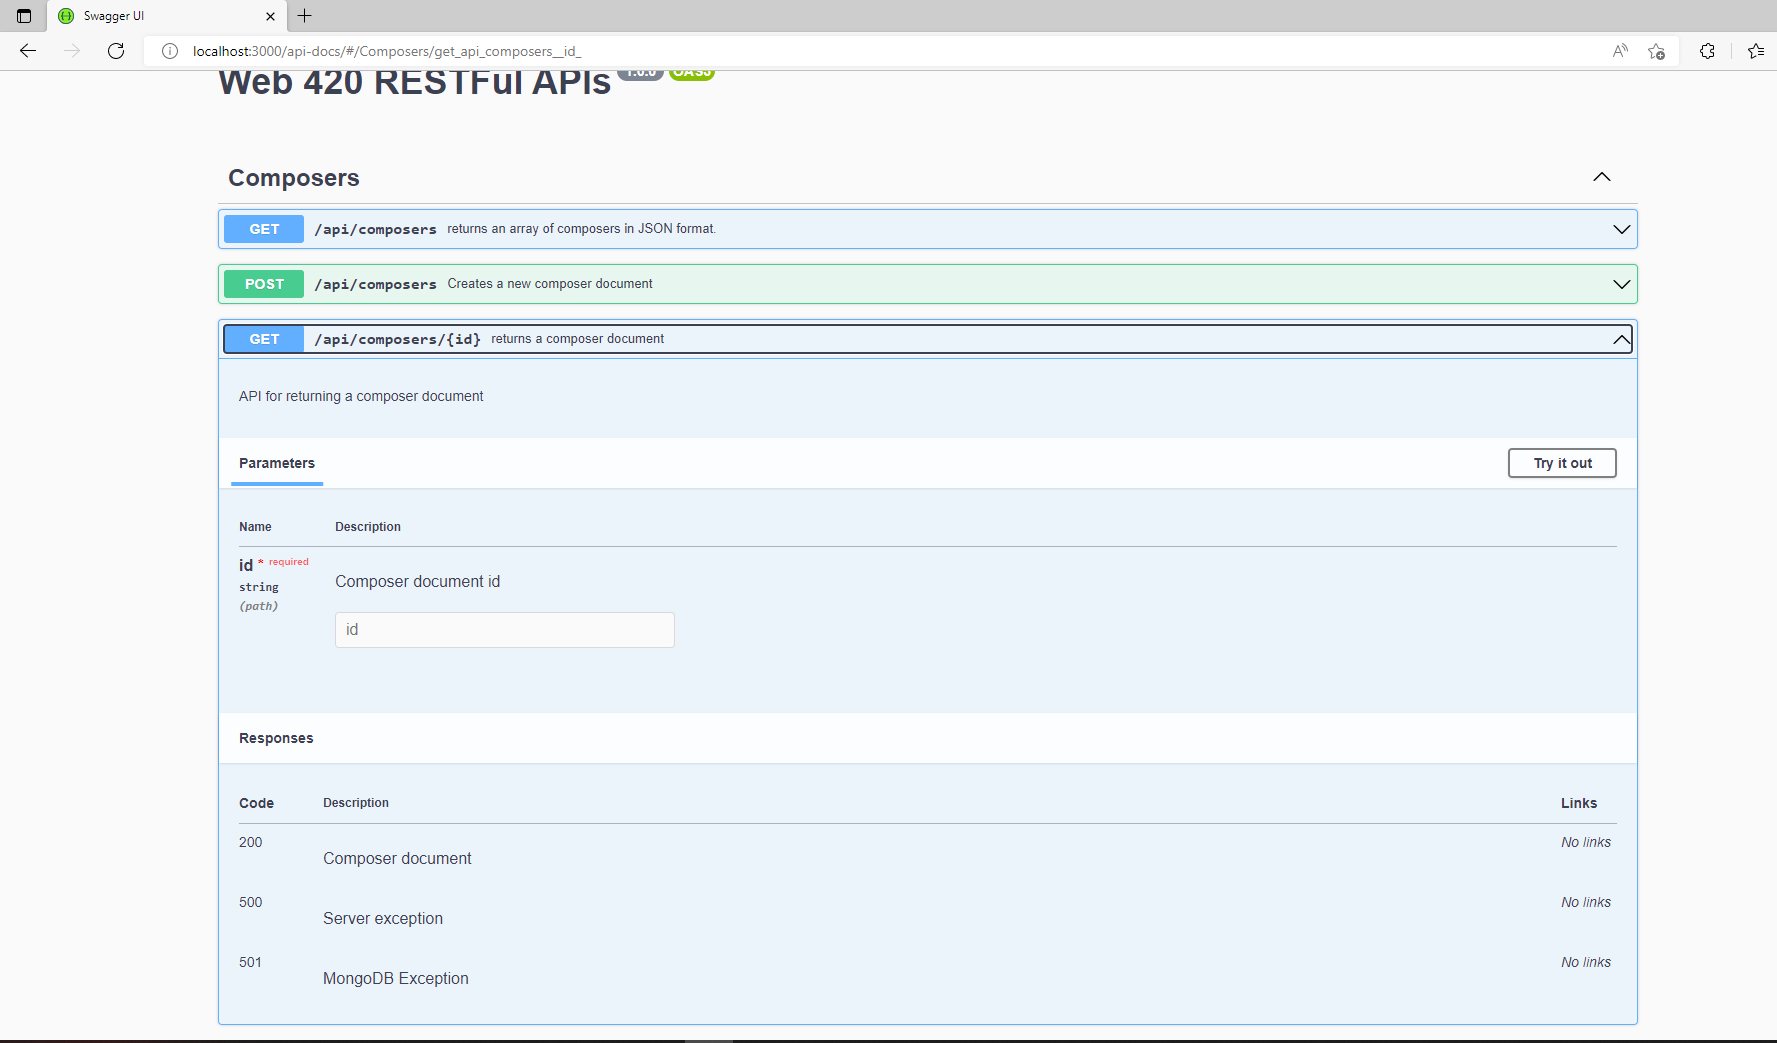 Swagger UI
localhost:3000/api-docs/#/Composers/get_api_composers__id_
Web 420 RESTFul APIs 1.0.0 OAS3
Composers
GET /api/composers returns an array of composers in JSON format.
POST /api/composers Creates a new composer document
GET /api/composers/{id} returns a composer document
API for returning a composer document
Parameters Try it out
Name Description
id * required
string
(path)
Composer document id
id
Responses
Code Description Links
200 Composer document No links
500 Server exception No links
501 MongoDB Exception No links